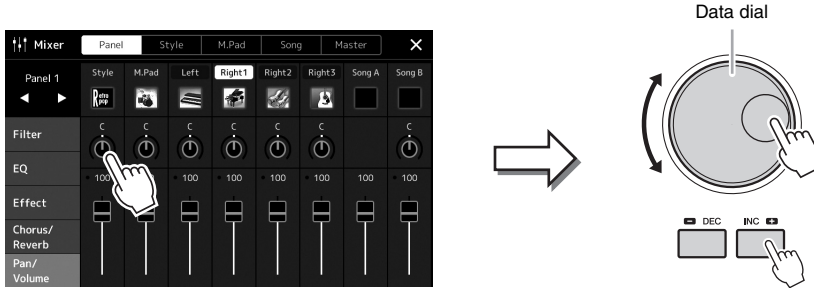 Data dial
Mixer
Panel
Style
M.Pad
Song
Master
Panel 1
Style
M.Pad
Left
Right1
Right2
Right3
Song A
Song B
Retro
pop
Filter
EQ
Effect
Chorus/
Reverb
Pan/
Volume
C
C
C
C
C
C
C
100
100
100
100
100
100
100
DEC
INC